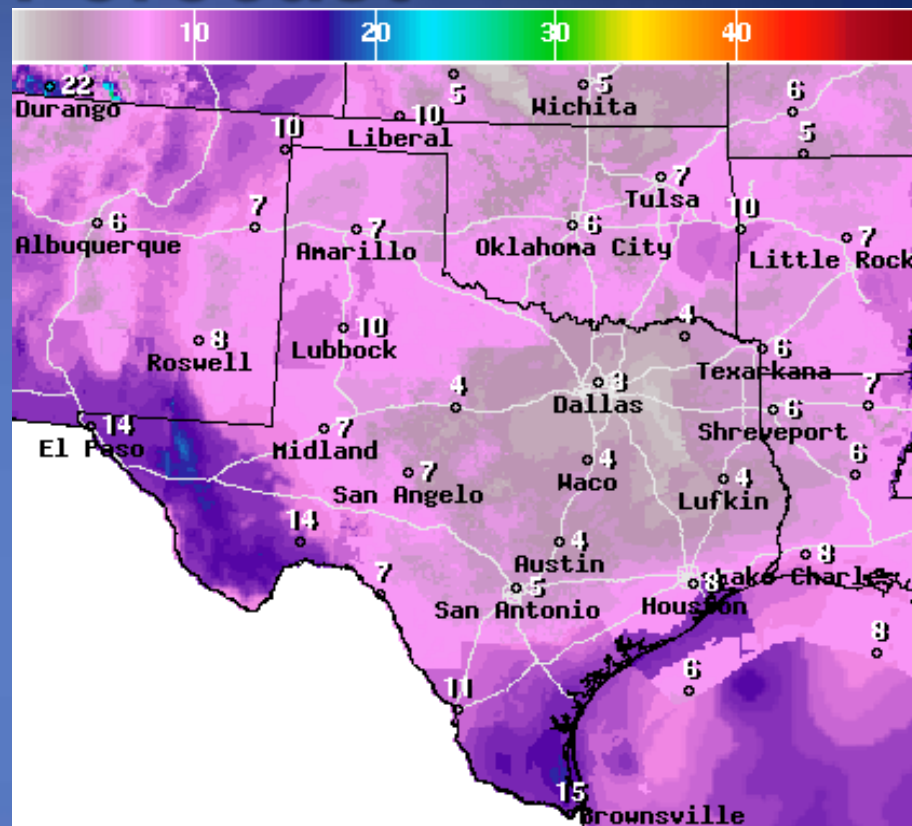 10 20 30 40
22 5 5
Durango Wichita
10 6
Liberal
10 5
7
Tulsa
6 7 7 6 10 7
Albuquerque Amarillo Oklahoma City Little Rock
8 10 4
Roswell Lubbock 6
Texarkana
4 3 6 7
Dallas
14 7 Shreveport
El Paso Midland
7 4 4 6
San Angelo Waco Lufkin
14 4 8
Austin
7 5 8 Lake Charles
San Antonio Houston
8
11 6
15
Brownsville